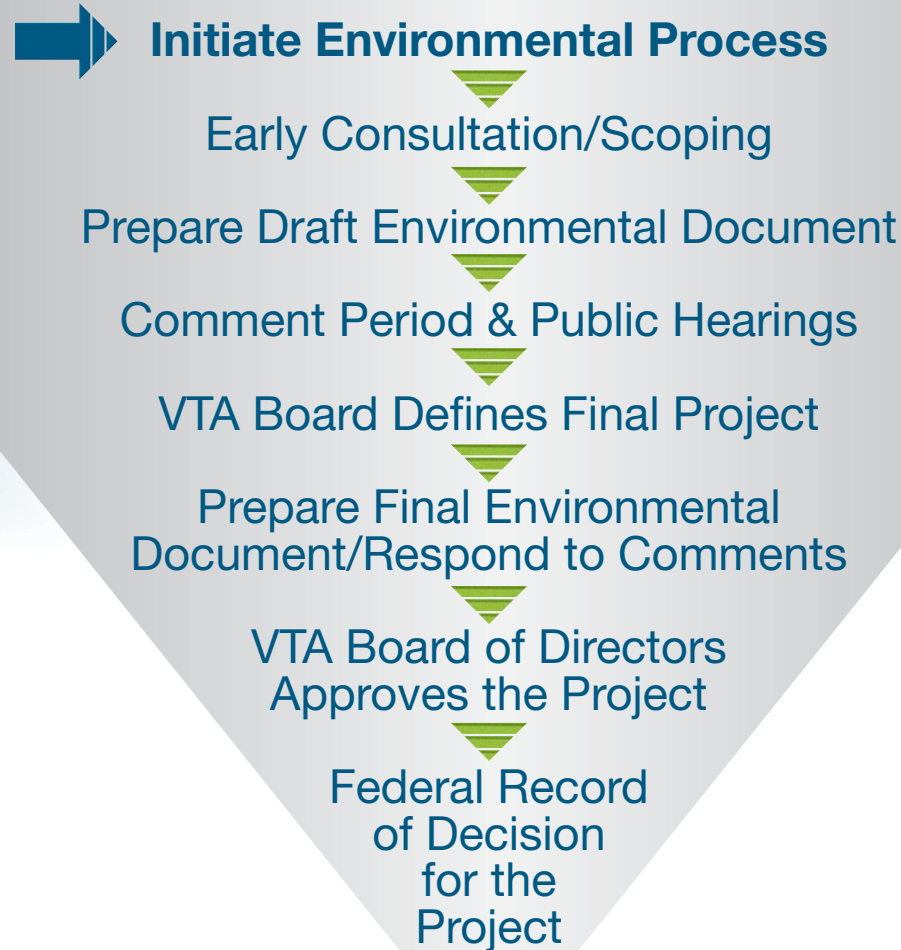 Initiate Environmental Process
Early Consultation/Scoping
Prepare Draft Environmental Document
Comment Period & Public Hearings
VTA Board Defines Final Project
Prepare Final Environmental
Document/Respond to Comments
VTA Board of Directors
Approves the Project
Federal Record
of Decision
for the
Project